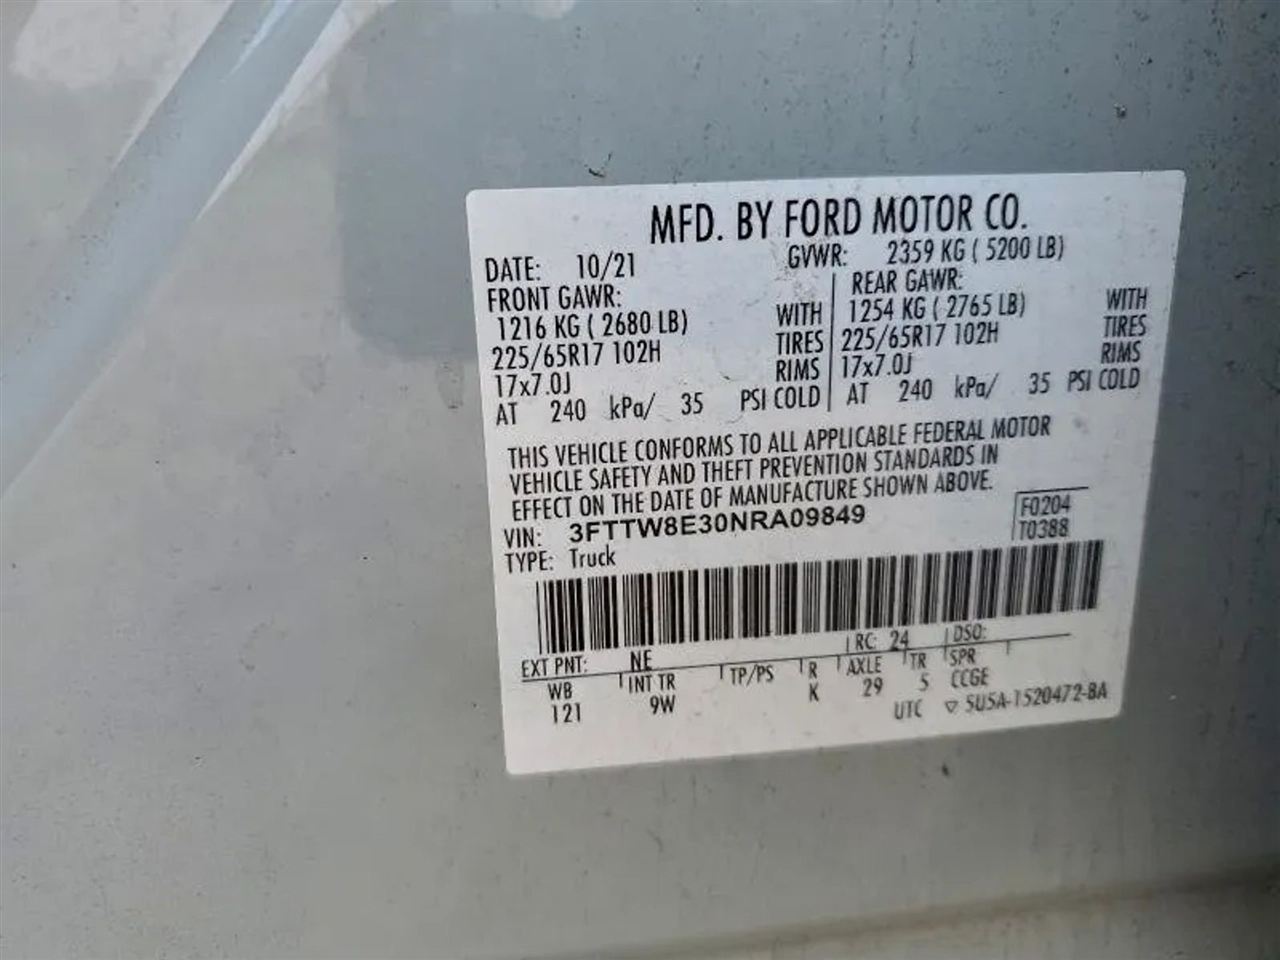 MFD. BY FORD MOTOR CO.
DATE: 10/21 GVWR: 2359 KG ( 5200 LB)
FRONT GAWR: REAR GAWR:
1216 KG ( 2680 LB) WITH 1254 KG ( 2765 LB) WITH
225/65R17 102H TIRES 225/65R17 102H TIRES
17x7.0J RIMS 17x7.0J RIMS
AT 240 kPa/ 35 PSI COLD AT 240 kPa/ 35 PSI COLD
THIS VEHICLE CONFORMS TO ALL APPLICABLE FEDERAL MOTOR
VEHICLE SAFETY AND THEFT PREVENTION STANDARDS IN
EFFECT ON THE DATE OF MANUFACTURE SHOWN ABOVE.
VIN: 3FTTW8E30NRA09849 F0204
TYPE: Truck T0388
EXT PNT: NE RC: 24 DSO:
WB INT TR TP/PS R AXLE TR SPR
121 9W K 29 5 CCGE
UTC ▽ 5U5A-1520472-BA